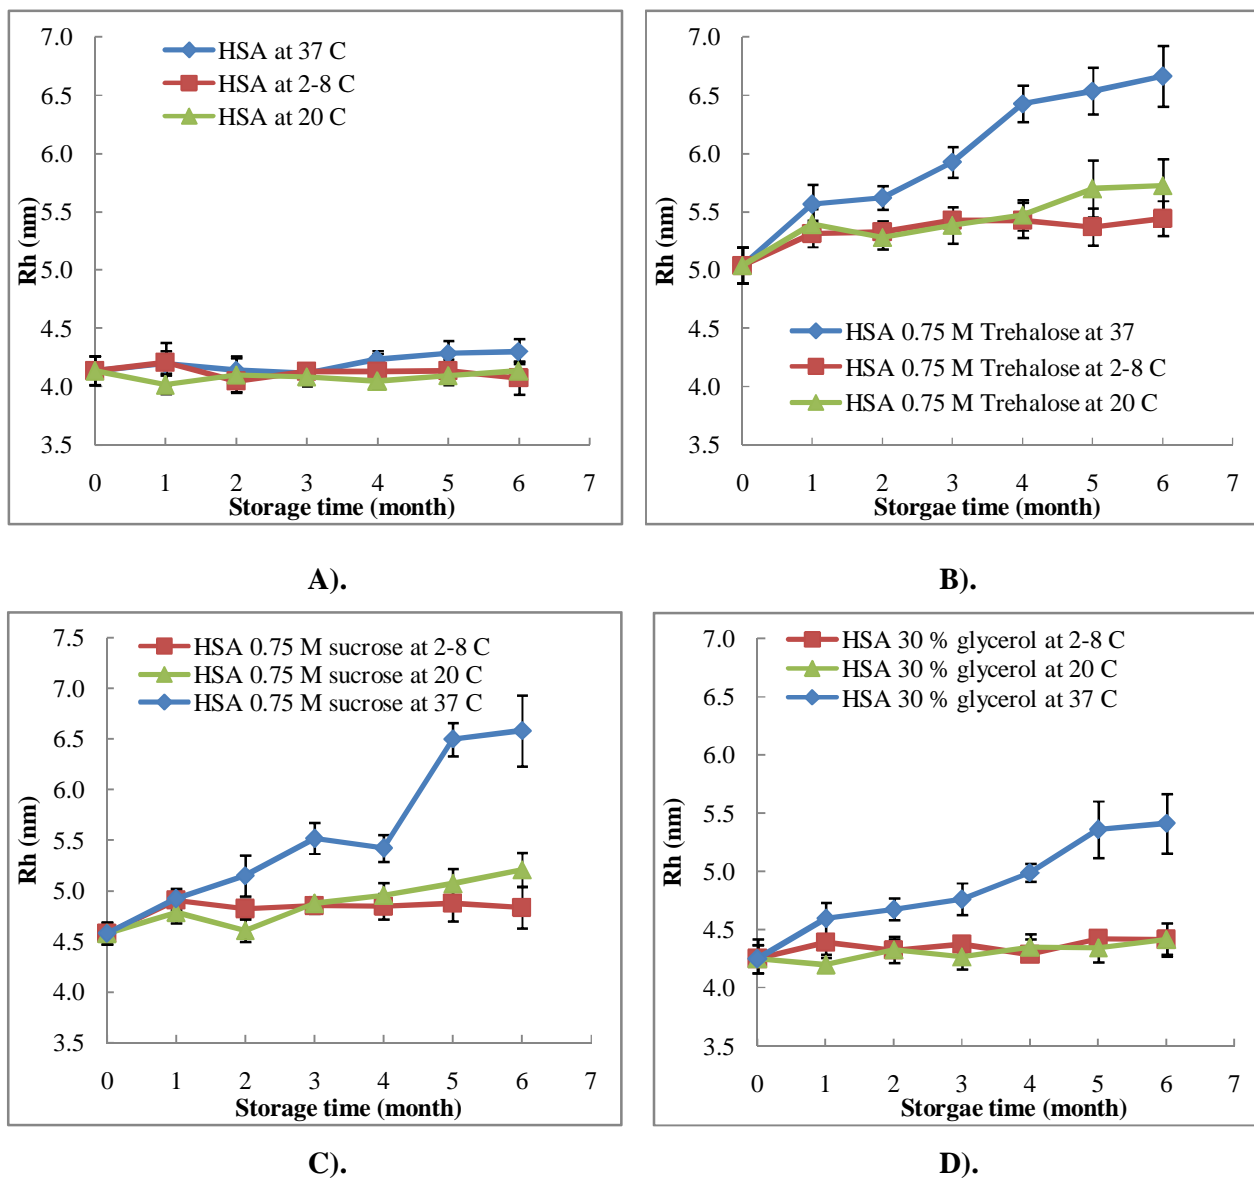 7.0
6.5
6.0
5.5
5.0
4.5
4.0
3.5
Rh (nm)
HSA at 37 C
HSA at 2-8 C
HSA at 20 C
0 1 2 3 4 5 6 7
Storage time (month)
A).
7.0
6.5
6.0
5.5
5.0
4.5
4.0
3.5
Rh (nm)
HSA 0.75 M Trehalose at 37
HSA 0.75 M Trehalose at 2-8 C
HSA 0.75 M Trehalose at 20 C
0 1 2 3 4 5 6 7
Storgae time (month)
B).
7.5
7.0
6.5
6.0
5.5
5.0
4.5
4.0
3.5
Rh (nm)
HSA 0.75 M sucrose at 2-8 C
HSA 0.75 M sucrose at 20 C
HSA 0.75 M sucrose at 37 C
0 1 2 3 4 5 6 7
Storage time (month)
C).
7.0
6.5
6.0
5.5
5.0
4.5
4.0
3.5
Rh (nm)
HSA 30 % glycerol at 2-8 C
HSA 30 % glycerol at 20 C
HSA 30 % glycerol at 37 C
0 1 2 3 4 5 6 7
Storgae time (month)
D).